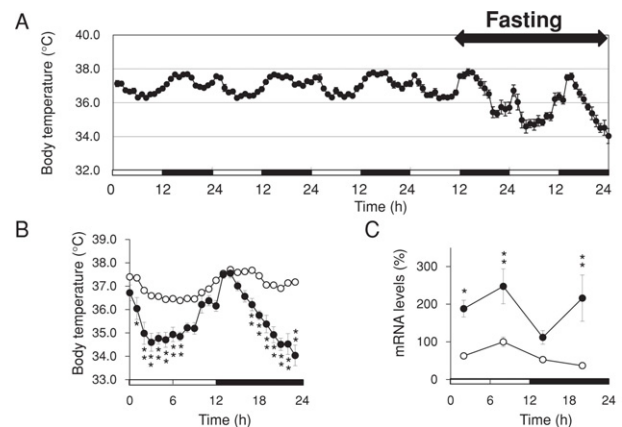 A
Fasting
Body temperature (°C)
40.0
38.0
36.0
34.0
32.0
0 12 24 12 24 12 24 12 24 12 24
Time (h)
B
Body temperature (°C)
39.0
38.0
37.0
36.0
35.0
34.0
33.0
0 6 12 18 24
Time (h)
C
mRNA levels (%)
300
200
100
0
0 6 12 18 24
Time (h)
* ** * **